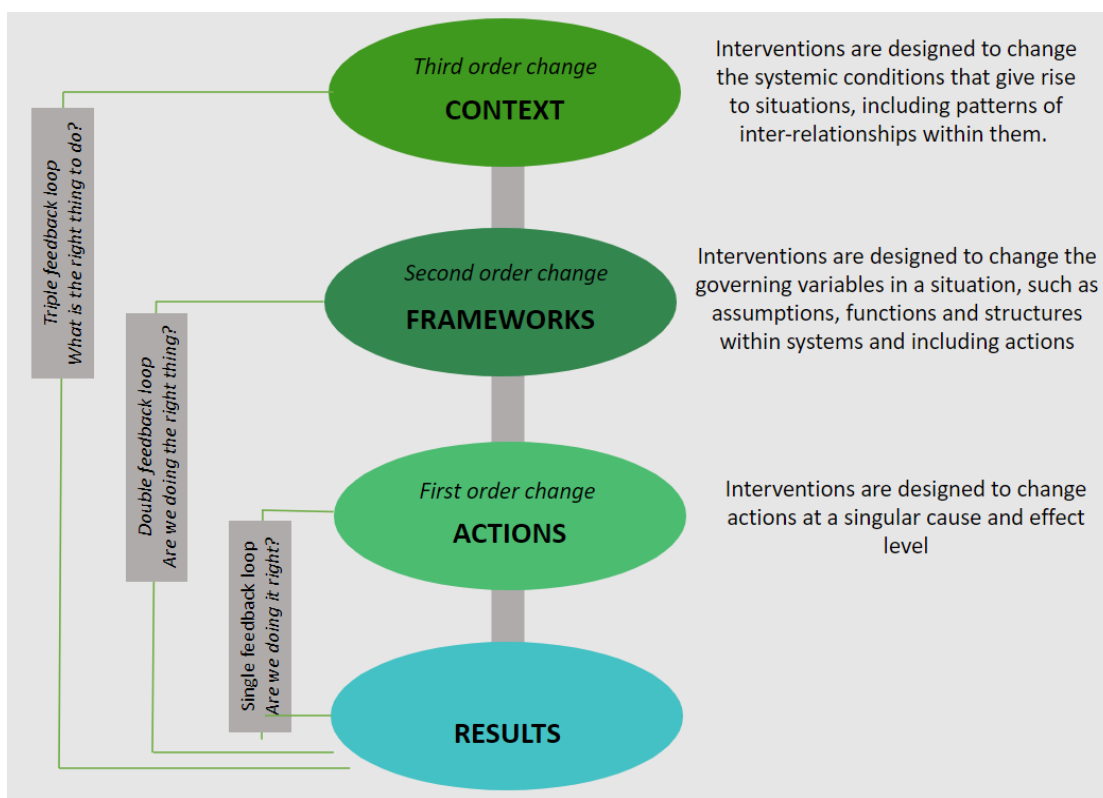 Third order change
CONTEXT
Interventions are designed to change
the systemic conditions that give rise
to situations, including patterns of
inter-relationships within them.
Triple feedback loop
What is the right thing to do?
Second order change
FRAMEWORKS
Interventions are designed to change the
governing variables in a situation, such as
assumptions, functions and structures
within systems and including actions
Double feedback loop
Are we doing the right thing?
First order change
ACTIONS
Interventions are designed to change
actions at a singular cause and effect
level
Single feedback loop
Are we doing it right?
RESULTS